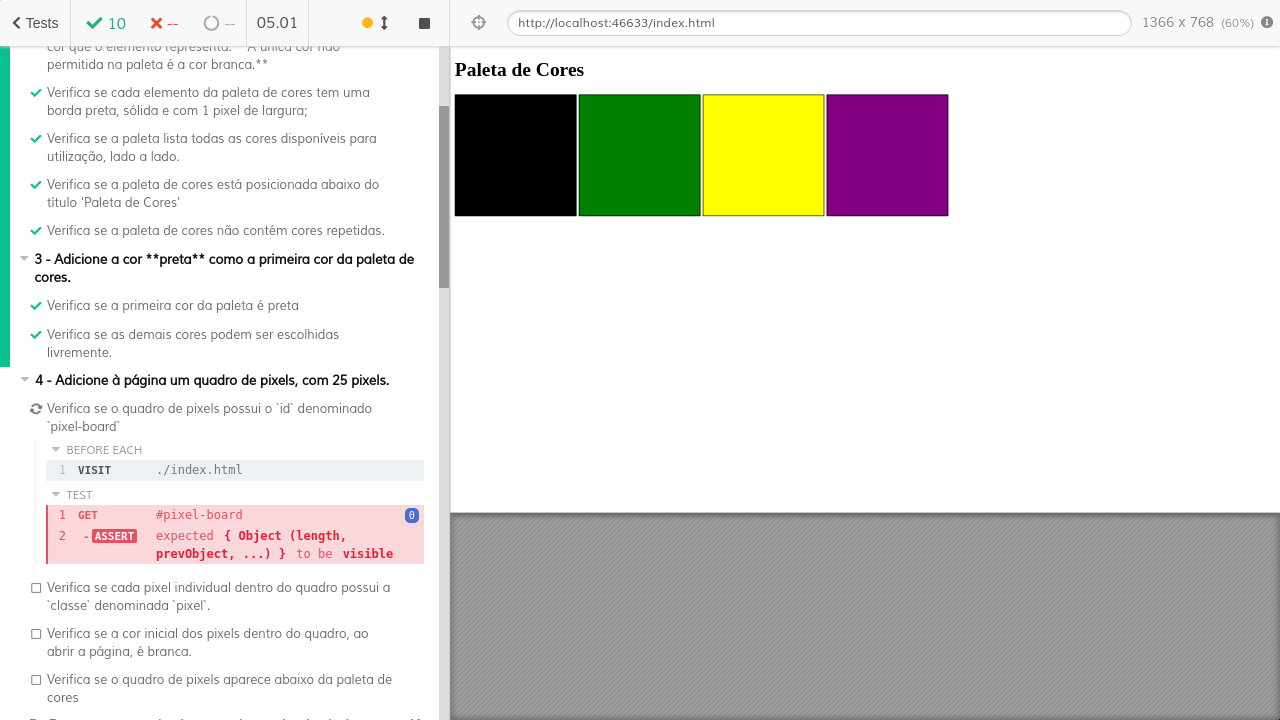 Tests
10
--
--
05.01
http://localhost:46633/index.html
1366 x 768 (60%)
cor que o elemento representa. **A única cor não
permitida na paleta é a cor branca.**
Verifica se cada elemento da paleta de cores tem uma
borda preta, sólida e com 1 pixel de largura;
Verifica se a paleta lista todas as cores disponíveis para
utilização, lado a lado.
Verifica se a paleta de cores está posicionada abaixo do
título 'Paleta de Cores'
Verifica se a paleta de cores não contém cores repetidas.
3 - Adicione a cor **preta** como a primeira cor da paleta de
cores.
Verifica se a primeira cor da paleta é preta
Verifica se as demais cores podem ser escolhidas
livremente.
4 - Adicione à página um quadro de pixels, com 25 pixels.
Verifica se o quadro de pixels possui o `id` denominado
`pixel-board`
BEFORE EACH
1 VISIT ./index.html
TEST
1 GET #pixel-board 0
2 - ASSERT expected { Object (length,
prevObject, ...) } to be visible
Verifica se cada pixel individual dentro do quadro possui a
`classe` denominada `pixel`.
Verifica se a cor inicial dos pixels dentro do quadro, ao
abrir a página, é branca.
Verifica se o quadro de pixels aparece abaixo da paleta de
cores
Paleta de Cores